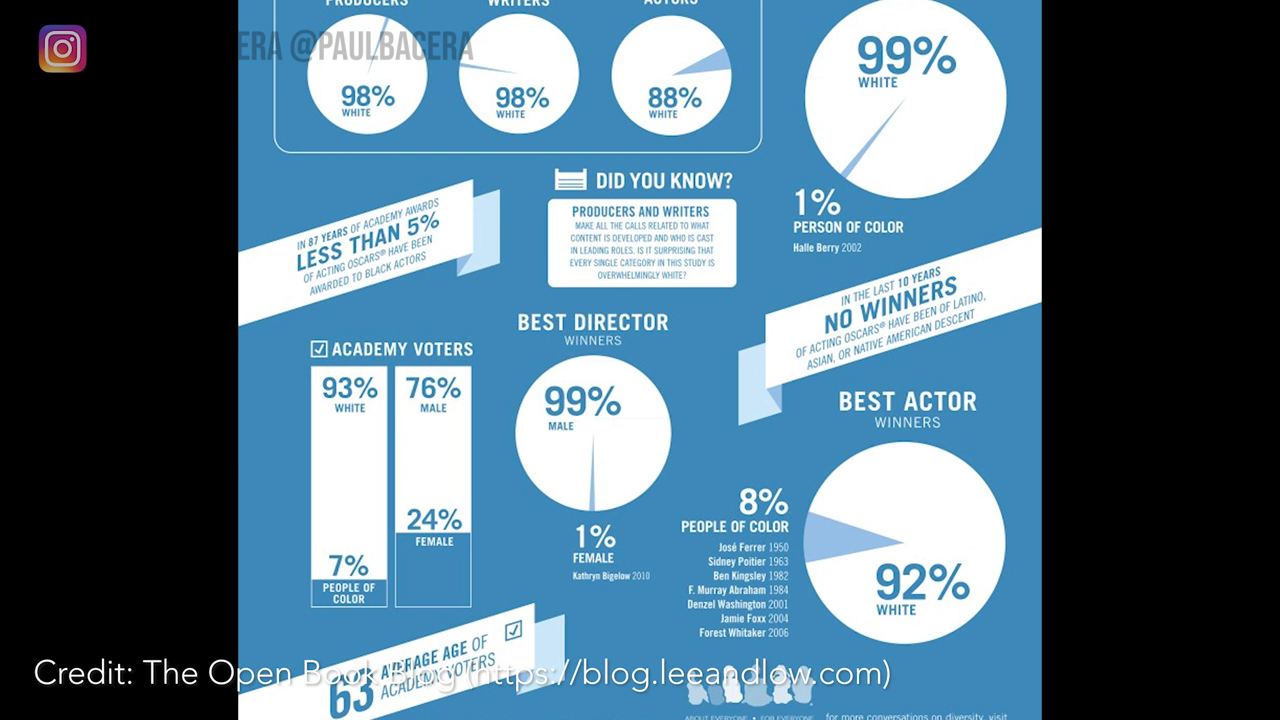 PRODUCERS
WRITERS
ACTORS
ERA @PAULBACERA
98%
WHITE
98%
WHITE
88%
WHITE
99%
WHITE
1%
PERSON OF COLOR
Halle Berry 2002
DID YOU KNOW?
PRODUCERS AND WRITERS
MAKE ALL THE CALLS RELATED TO WHAT
CONTENT IS DEVELOPED AND WHO IS CAST
IN LEADING ROLES. IS IT SURPRISING THAT
EVERY SINGLE CATEGORY IN THIS STUDY IS
OVERWHELMINGLY WHITE?
IN 87 YEARS OF ACADEMY AWARDS
LESS THAN 5%
OF ACTING OSCARS® HAVE BEEN
AWARDED TO BLACK ACTORS
IN THE LAST 10 YEARS
NO WINNERS
OF ACTING OSCARS® HAVE BEEN OF LATINO,
ASIAN, OR NATIVE AMERICAN DESCENT
ACADEMY VOTERS
93%
WHITE
7%
PEOPLE OF
COLOR
76%
MALE
24%
FEMALE
BEST DIRECTOR
WINNERS
99%
MALE
1%
FEMALE
Kathryn Bigelow 2010
BEST ACTOR
WINNERS
8%
PEOPLE OF COLOR
José Ferrer 1950
Sidney Poitier 1963
Ben Kingsley 1982
F. Murray Abraham 1984
Denzel Washington 2001
Jamie Foxx 2004
Forest Whitaker 2006
92%
WHITE
63 AVERAGE AGE OF
ACADEMY VOTERS
Credit: The Open Book Blog (https://blog.leeandlow.com)
ABOUT EVERYONE • FOR EVERYONE
for more conversations on diversity, visit